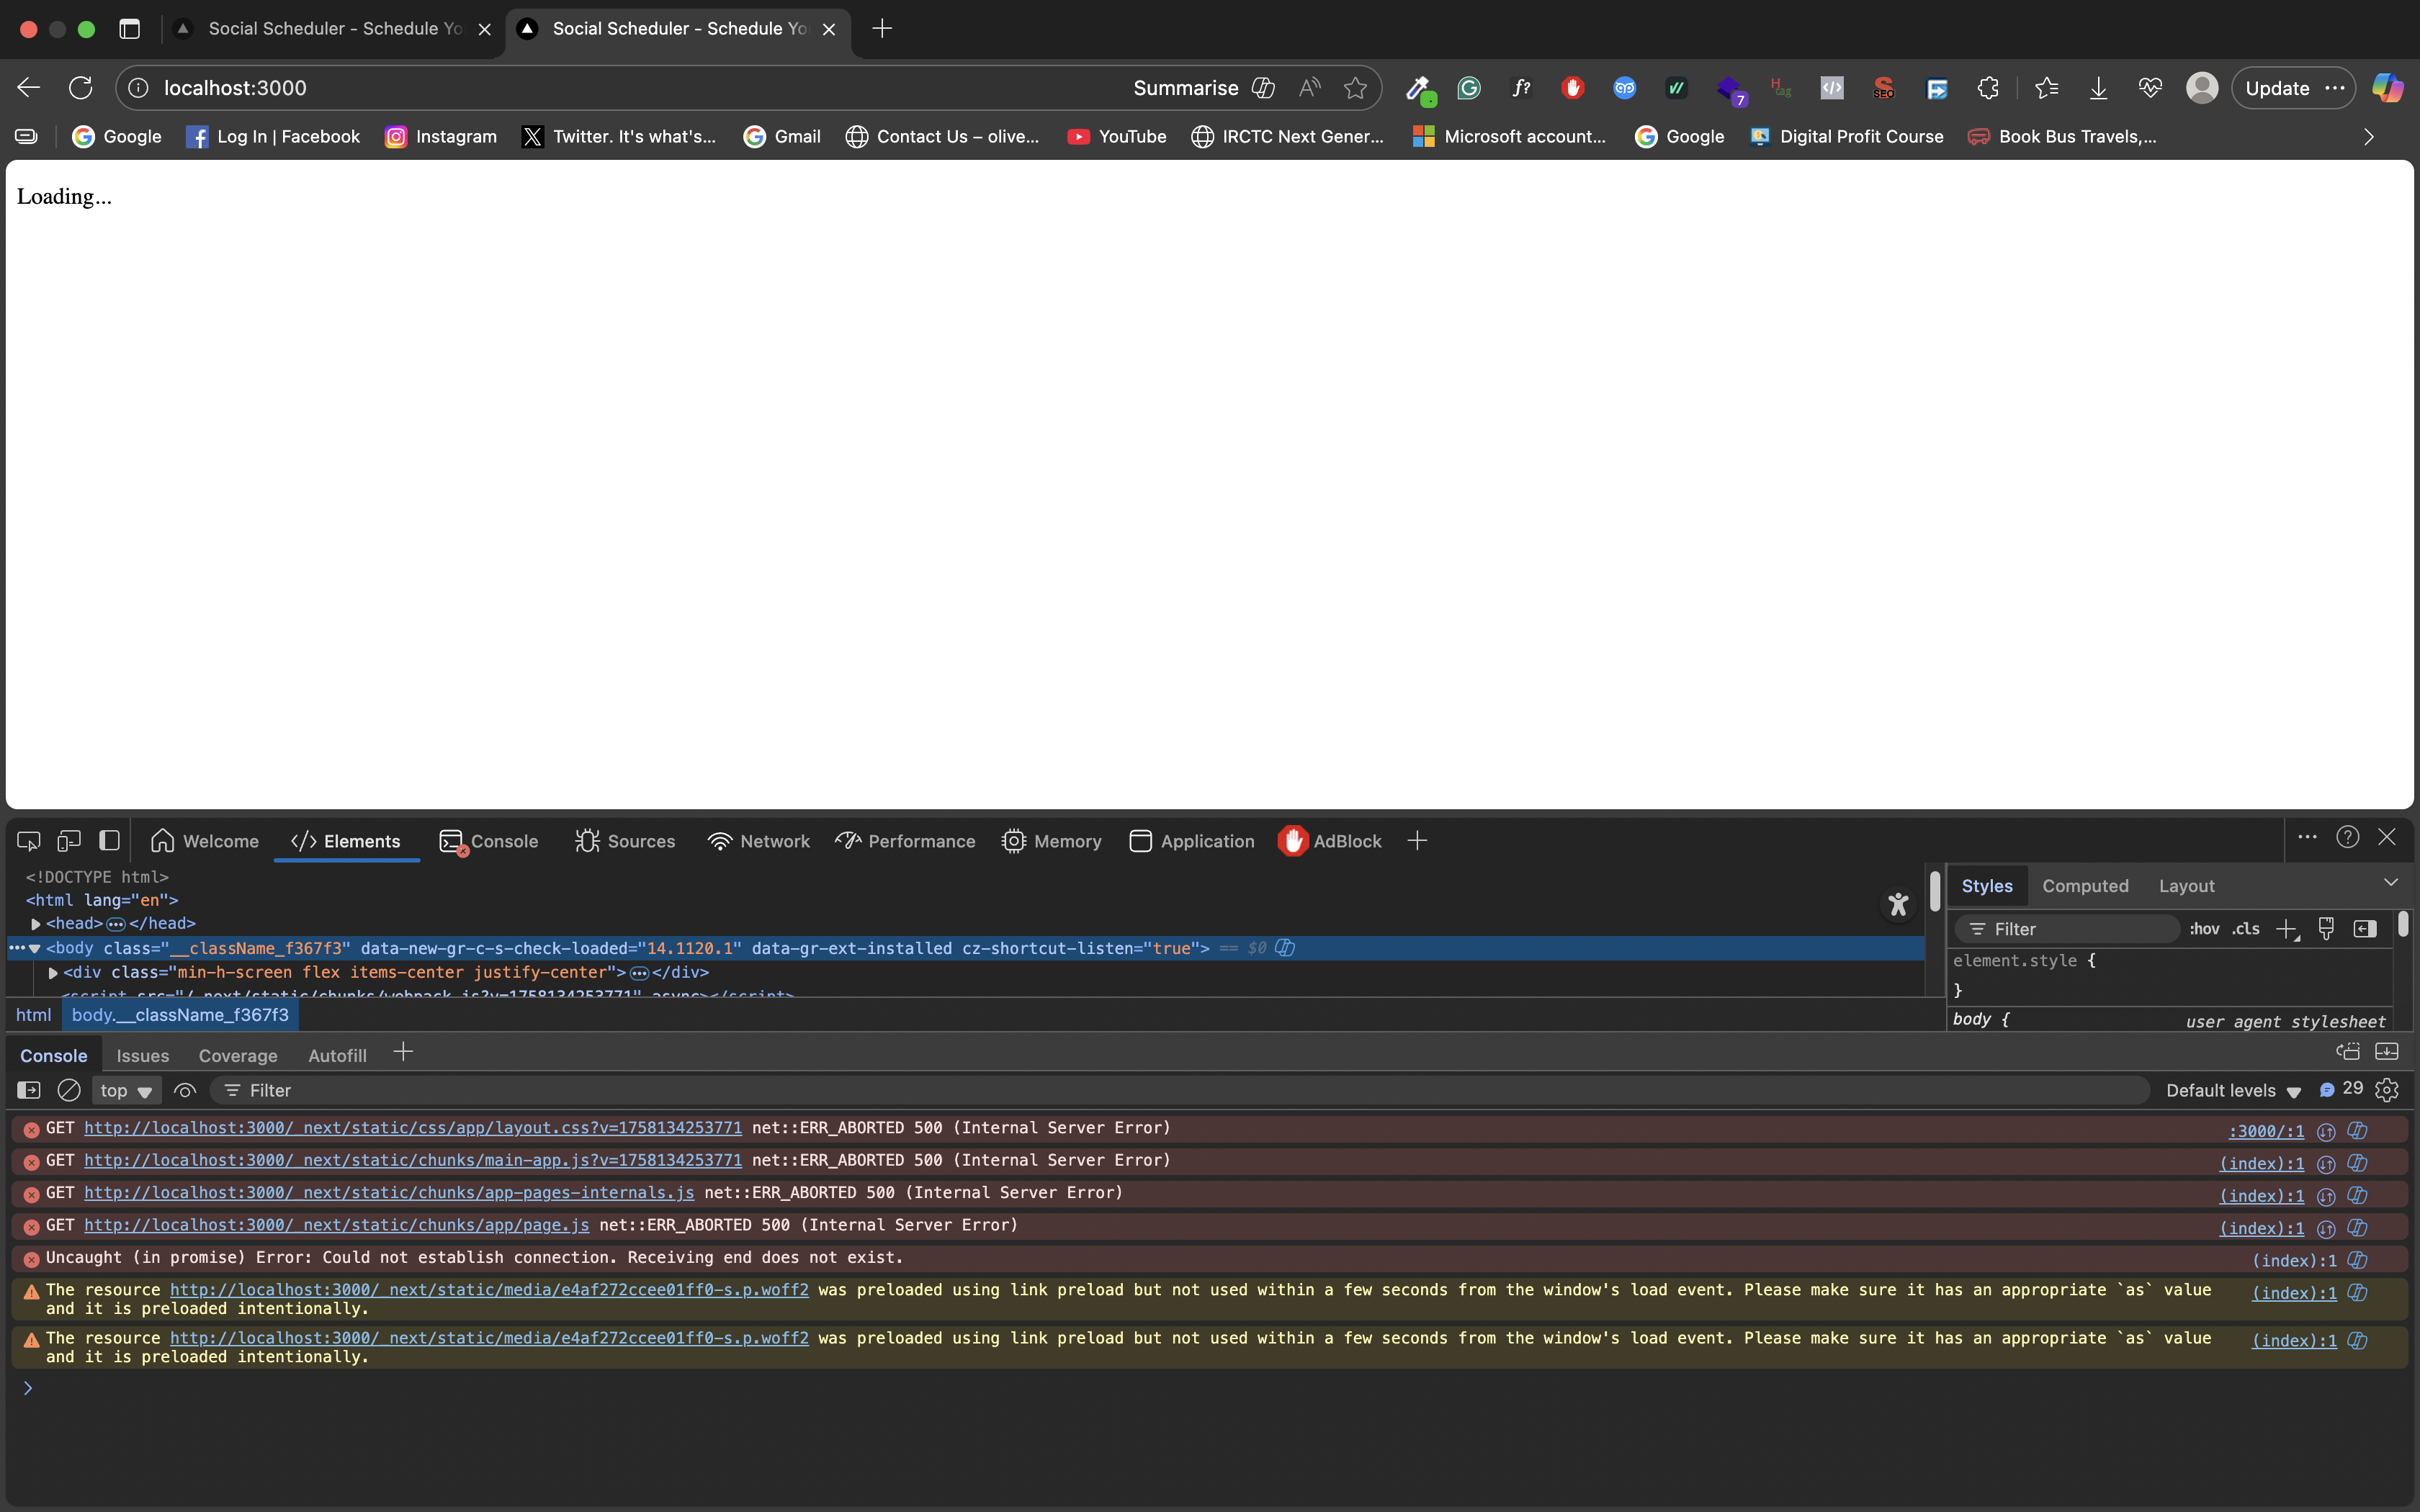 Social Scheduler - Schedule Yo
Social Scheduler - Schedule Yo
localhost:3000
Summarise
Update
7
Google
Log In | Facebook
Instagram
Twitter. It's what's...
Gmail
Contact Us – olive...
YouTube
IRCTC Next Gener...
Microsoft account...
Google
Digital Profit Course
Book Bus Travels,...
Loading...
Welcome
Elements
Console
Sources
Network
Performance
Memory
Application
AdBlock
<!DOCTYPE html>
<html lang="en">
<head> ... </head>
<body class="__className_f367f3" data-new-gr-c-s-check-loaded="14.1120.1" data-gr-ext-installed cz-shortcut-listen="true"> == $0
<div class="min-h-screen flex items-center justify-center"> ... </div>
<script src="/_next/static/chunks/webpack.js?v=1758134253771" async></script>
html
body.__className_f367f3
Styles
Computed
Layout
Filter
:hov
.cls
element.style {
}
body {
user agent stylesheet
Console
Issues
Coverage
Autofill
top
Filter
Default levels
29
GET http://localhost:3000/_next/static/css/app/layout.css?v=1758134253771 net::ERR_ABORTED 500 (Internal Server Error)
:3000/:1
GET http://localhost:3000/_next/static/chunks/main-app.js?v=1758134253771 net::ERR_ABORTED 500 (Internal Server Error)
(index):1
GET http://localhost:3000/_next/static/chunks/app-pages-internals.js net::ERR_ABORTED 500 (Internal Server Error)
(index):1
GET http://localhost:3000/_next/static/chunks/app/page.js net::ERR_ABORTED 500 (Internal Server Error)
(index):1
Uncaught (in promise) Error: Could not establish connection. Receiving end does not exist.
(index):1
The resource http://localhost:3000/_next/static/media/e4af272ccee01ff0-s.p.woff2 was preloaded using link preload but not used within a few seconds from the window's load event. Please make sure it has an appropriate `as` value
(index):1
and it is preloaded intentionally.
The resource http://localhost:3000/_next/static/media/e4af272ccee01ff0-s.p.woff2 was preloaded using link preload but not used within a few seconds from the window's load event. Please make sure it has an appropriate `as` value
(index):1
and it is preloaded intentionally.